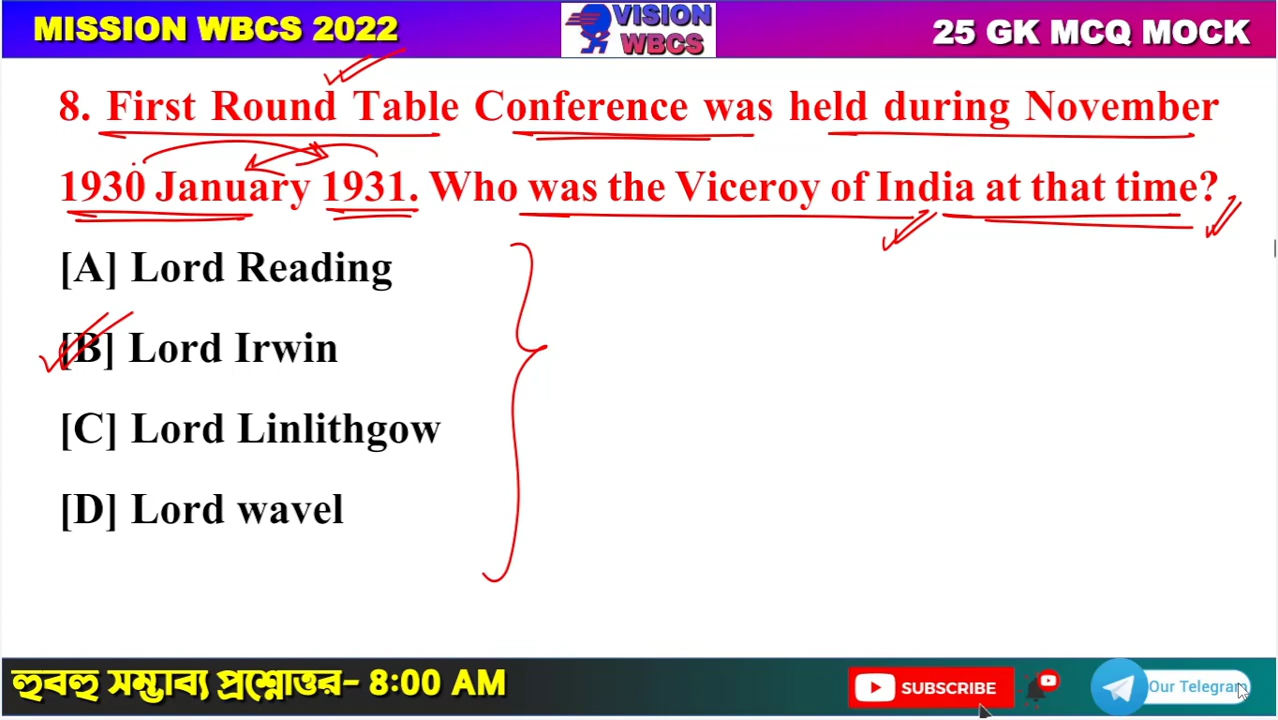 MISSION WBCS 2022
VISION
WBCS
25 GK MCQ MOCK
8. First Round Table Conference was held during November
1930 January 1931. Who was the Viceroy of India at that time?
[A] Lord Reading
[B] Lord Irwin
[C] Lord Linlithgow
[D] Lord wavel
হুবহু সম্ভাব্য প্রশ্নোত্তর- 8:00 AM
SUBSCRIBE
Our Telegram